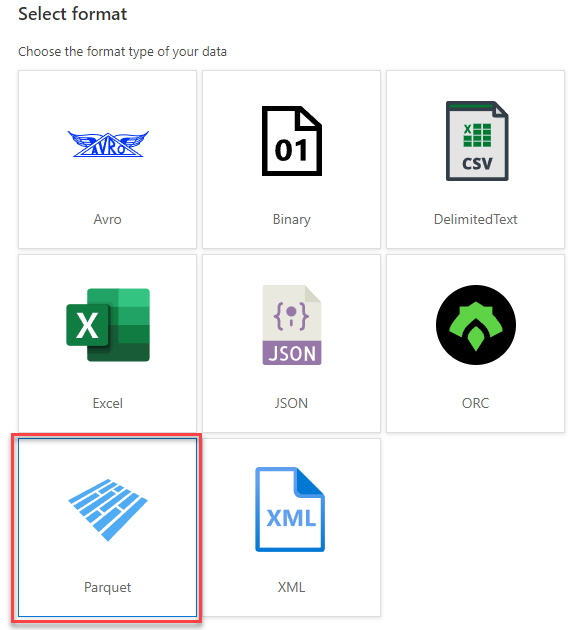 Select format
Choose the format type of your data
AVRO
01
X
CSV
Avro
Binary
DelimitedText
X
{ }
JSON
Excel
JSON
ORC
XML
Parquet
XML